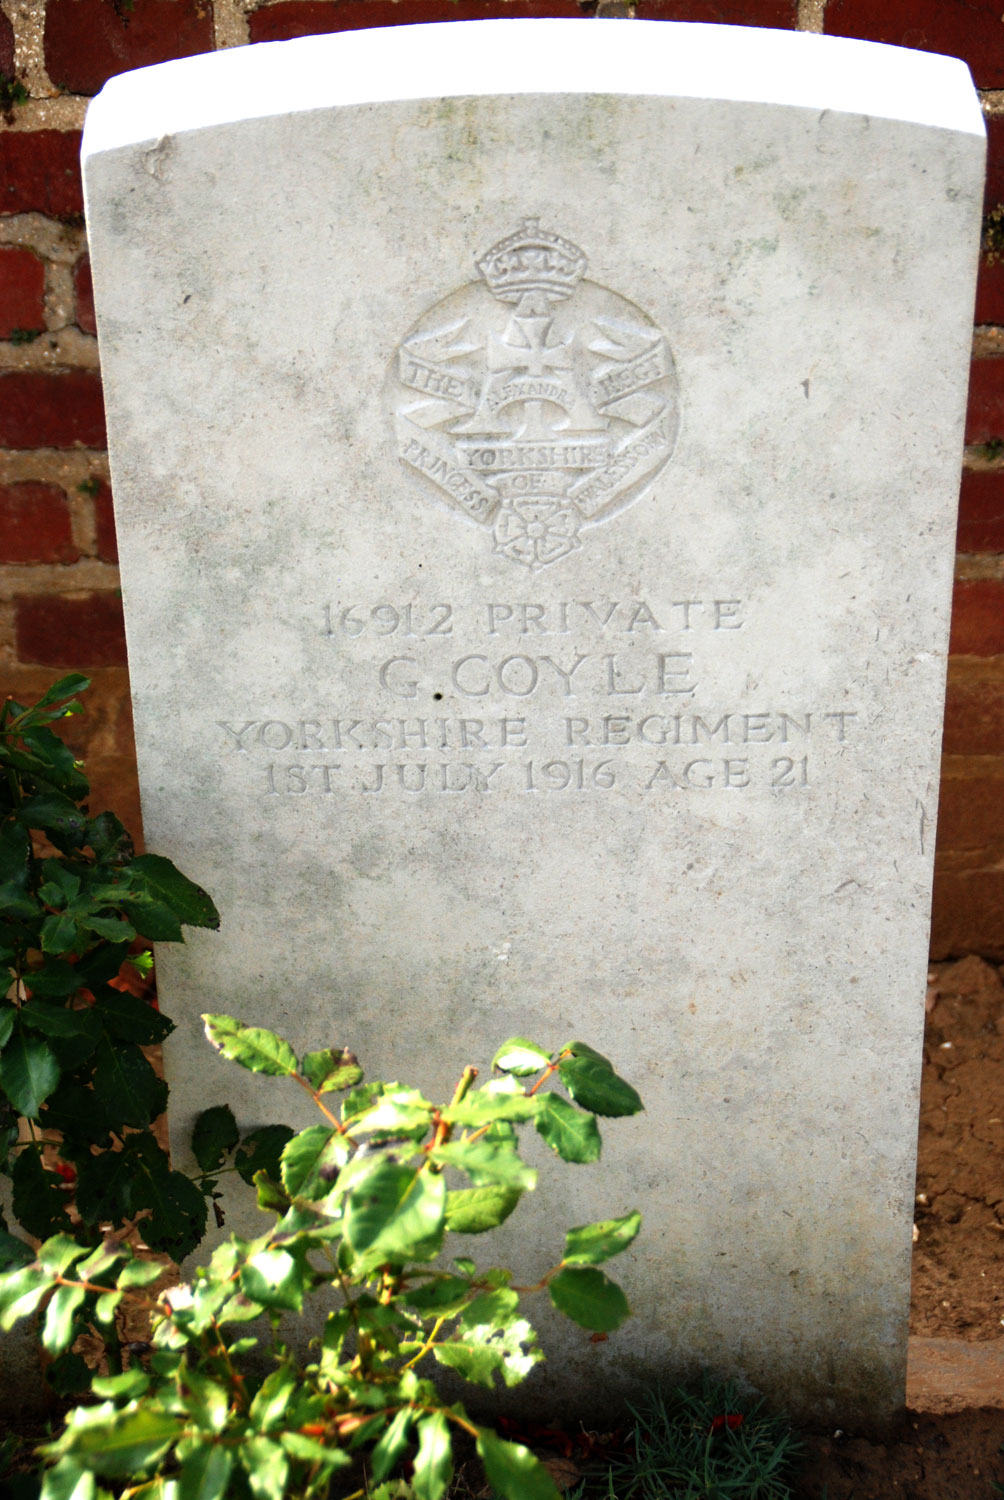 THE REGT
ALEXANDRA
YORKSHIRE
PRINCESS OF WALES'S OWN
16912 PRIVATE
G. COYLE
YORKSHIRE REGIMENT
1ST JULY 1916 AGE 21